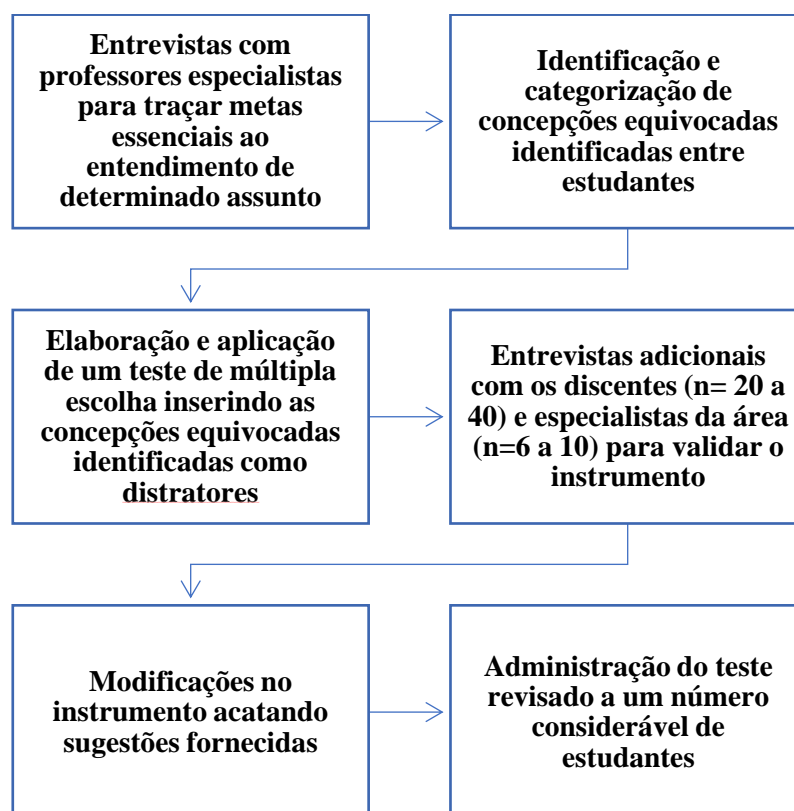 Entrevistas com
professores especialistas
para traçar metas
essenciais ao
entendimento de
determinado assunto
Identificação e
categorização de
concepções equivocadas
identificadas entre
estudantes
Elaboração e aplicação
de um teste de múltipla
escolha inserindo as
concepções equivocadas
identificadas como
distratores
Entrevistas adicionais
com os discentes (n= 20 a
40) e especialistas da área
(n=6 a 10) para validar o
instrumento
Modificações no
instrumento acatando
sugestões fornecidas
Administração do teste
revisado a um número
considerável de
estudantes